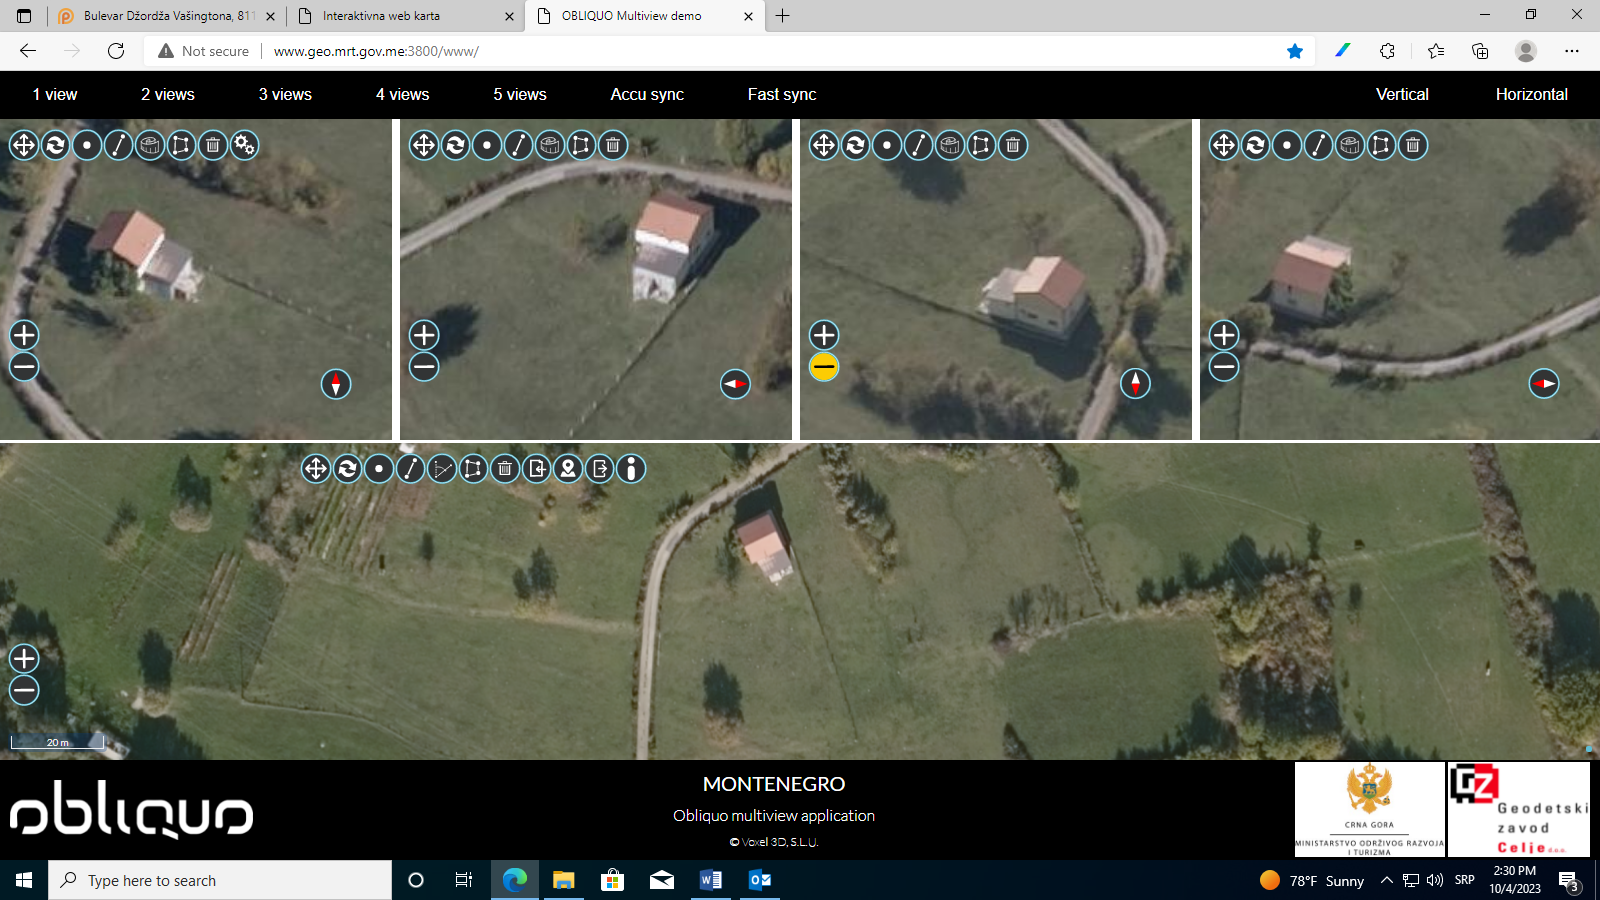 Bulevar Džordža Vašingtona, 811
Interaktivna web karta
OBLIQUO Multiview demo
Not secure
www.geo.mrt.gov.me:3800/www/
1 view
2 views
3 views
4 views
5 views
Accu sync
Fast sync
Vertical
Horizontal
20 m
obliquo
MONTENEGRO
Obliquo multiview application
© Voxel 3D, S.L.U.
CRNA GORA
MINISTARSTVO ODRŽIVOG RAZVOJA
I TURIZMA
GZ
Geodetski
zavod
Celje d.o.o.
Type here to search
78°F Sunny
SRP
2:30 PM
10/4/2023
3